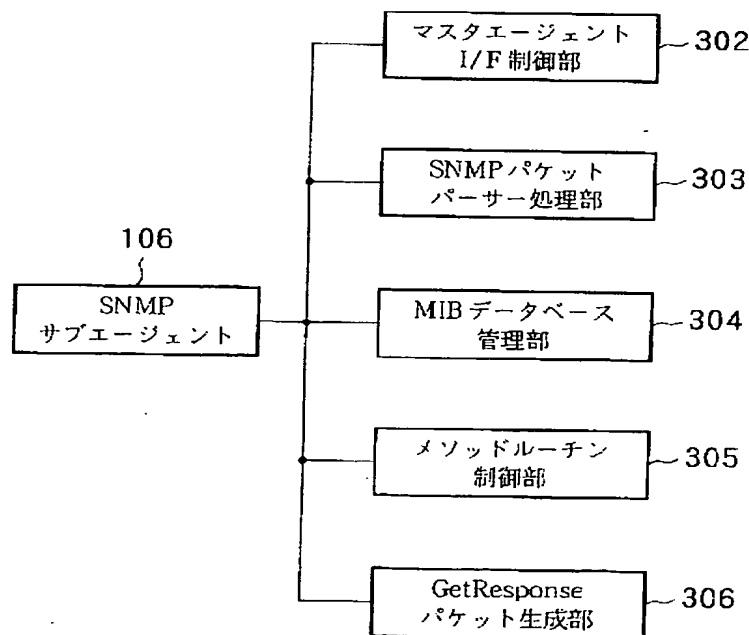 マスタエージェント
I/F 制御部
302
SNMPパケット
パーサー処理部
303
106
SNMP
サブエージェント
MIBデータベース
管理部
304
メソッドルーチン
制御部
305
GetResponse
パケット生成部
306